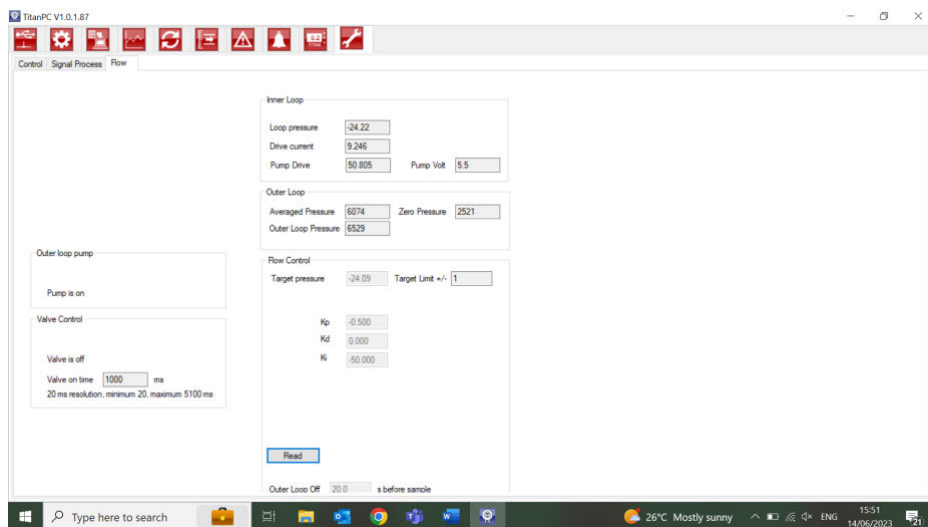 TitanPC V1.0.1.87
Control Signal Process Flow
Inner Loop
Loop pressure -24.22
Drive current 9.246
Pump Drive 50.805 Pump Volt 5.5
Outer Loop
Averaged Pressure 6074 Zero Pressure 2521
Outer Loop Pressure 6529
Outer loop pump
Pump is on
Valve Control
Valve is off
Valve on time 1000 ms
20 ms resolution, minimum 20, maximum 5100 ms
Flow Control
Target pressure -24.09 Target Limit +/- 1
Kp -0.500
Kd 0.000
Ki -50.000
Read
Outer Loop Off 20.0 s before sample
Type here to search
26°C Mostly sunny
ENG
15:51
14/06/2023
21